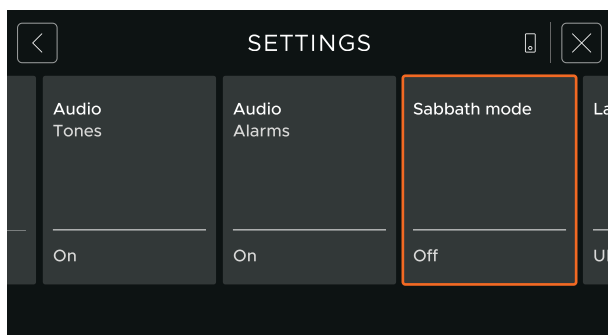 SETTINGS
Audio
Tones
On
Audio
Alarms
On
Sabbath mode
Off